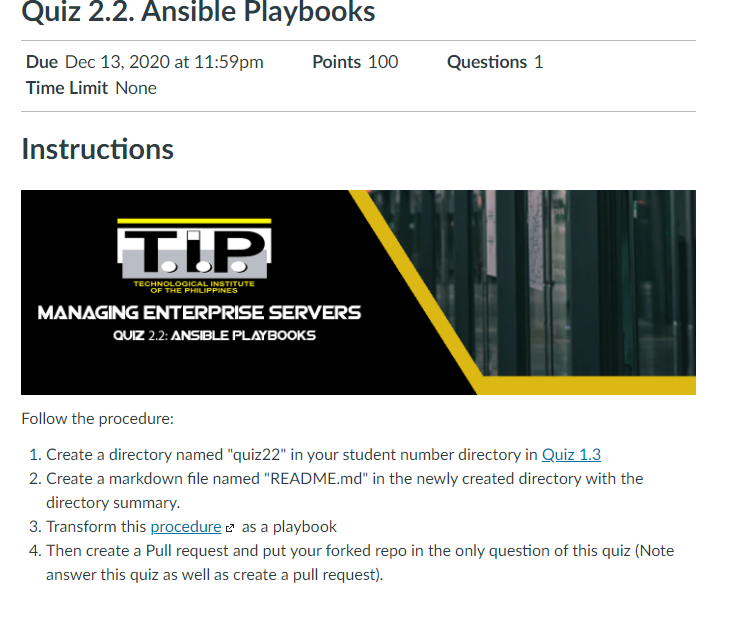 Quiz 2.2. Ansible Playbooks
Due Dec 13, 2020 at 11:59pm Points 100 Questions 1
Time Limit None
Instructions
T.I.P.
TECHNOLOGICAL INSTITUTE
OF THE PHILIPPINES
MANAGING ENTERPRISE SERVERS
QUIZ 2.2: ANSIBLE PLAYBOOKS
Follow the procedure:
1. Create a directory named "quiz22" in your student number directory in Quiz 1.3
2. Create a markdown file named "README.md" in the newly created directory with the
directory summary.
3. Transform this procedure as a playbook
4. Then create a Pull request and put your forked repo in the only question of this quiz (Note
answer this quiz as well as create a pull request).